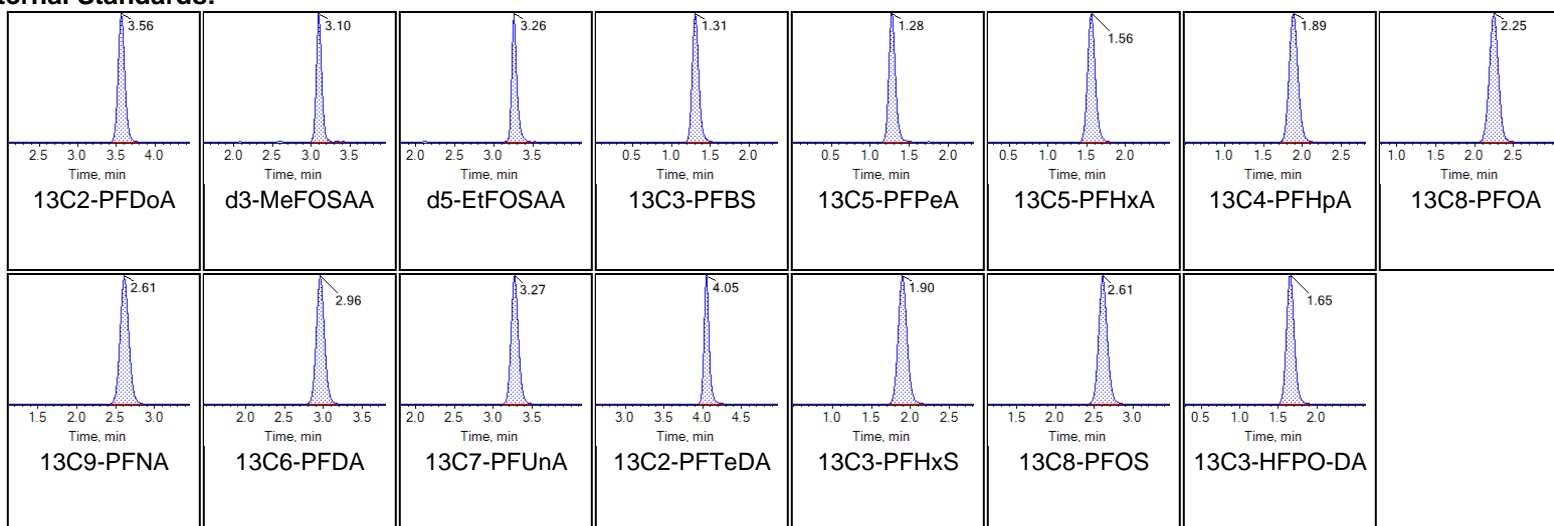 ternal Standards:
3.56 3.10 3.26 1.31 1.28 1.56 1.89 2.25
2.5 3.0 3.5 4.0 2.0 2.5 3.0 3.5 2.0 2.5 3.0 3.5 0.5 1.0 1.5 2.0 0.5 1.0 1.5 2.0 0.5 1.0 1.5 2.0 1.0 1.5 2.0 2.5 1.0 1.5 2.0 2.5
Time, min Time, min Time, min Time, min Time, min Time, min Time, min Time, min
13C2-PFDoA d3-MeFOSAA d5-EtFOSAA 13C3-PFBS 13C5-PFPeA 13C5-PFHxA 13C4-PFHpA 13C8-PFOA
2.61 2.96 3.27 4.05 1.90 2.61 1.65
1.5 2.0 2.5 3.0 2.0 2.5 3.0 3.5 2.0 2.5 3.0 3.5 3.0 3.5 4.0 4.5 1.0 1.5 2.0 2.5 1.5 2.0 2.5 3.0 0.5 1.0 1.5 2.0
Time, min Time, min Time, min Time, min Time, min Time, min Time, min
13C9-PFNA 13C6-PFDA 13C7-PFUnA 13C2-PFTeDA 13C3-PFHxS 13C8-PFOS 13C3-HFPO-DA